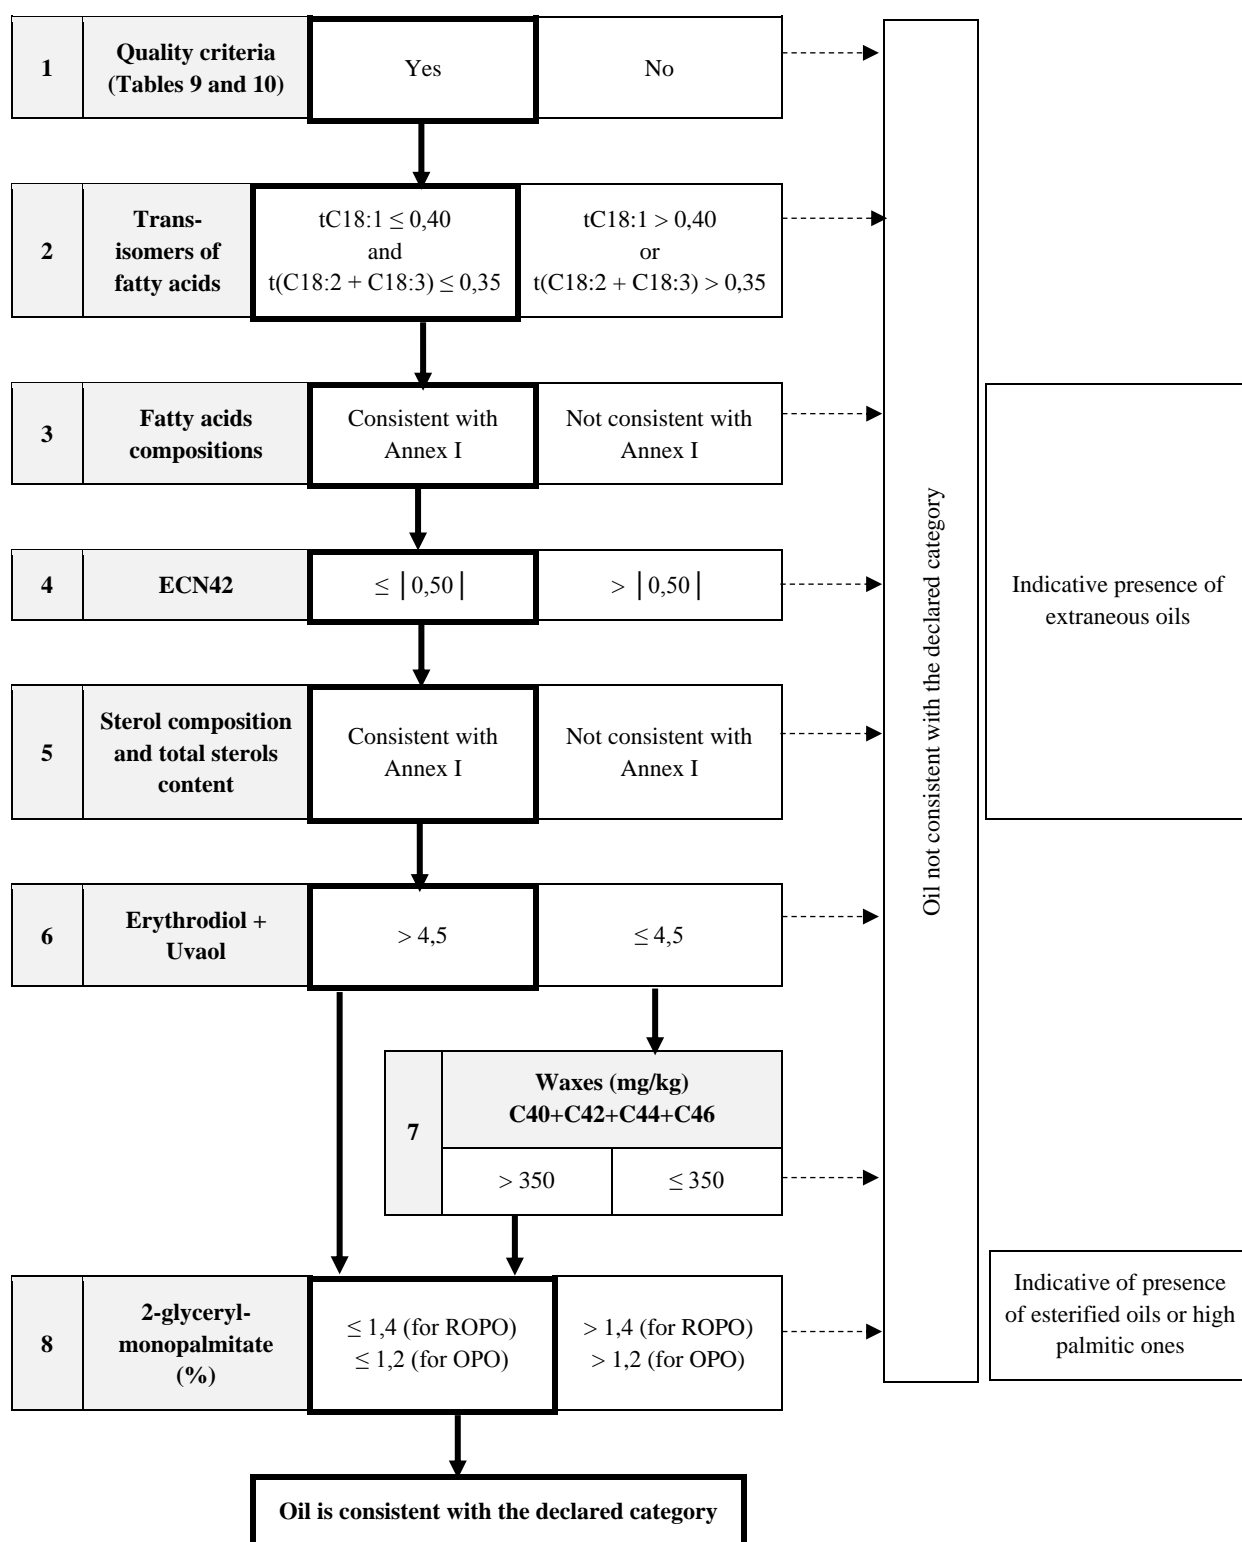 1
Quality criteria
(Tables 9 and 10)
Yes
No
2
Trans-
isomers of
fatty acids
tC18:1 ≤ 0,40
and
t(C18:2 + C18:3) ≤ 0,35
tC18:1 > 0,40
or
t(C18:2 + C18:3) > 0,35
3
Fatty acids
compositions
Consistent with
Annex I
Not consistent with
Annex I
4
ECN42
≤ |0,50|
> |0,50|
5
Sterol composition
and total sterols
content
Consistent with
Annex I
Not consistent with
Annex I
6
Erythrodiol +
Uvaol
> 4,5
≤ 4,5
7
Waxes (mg/kg)
C40+C42+C44+C46
> 350
≤ 350
8
2-glyceryl-
monopalmitate
(%)
≤ 1,4 (for ROPO)
≤ 1,2 (for OPO)
> 1,4 (for ROPO)
> 1,2 (for OPO)
Oil is consistent with the declared category
Oil not consistent with the declared category
Indicative presence of
extraneous oils
Indicative of presence
of esterified oils or high
palmitic ones